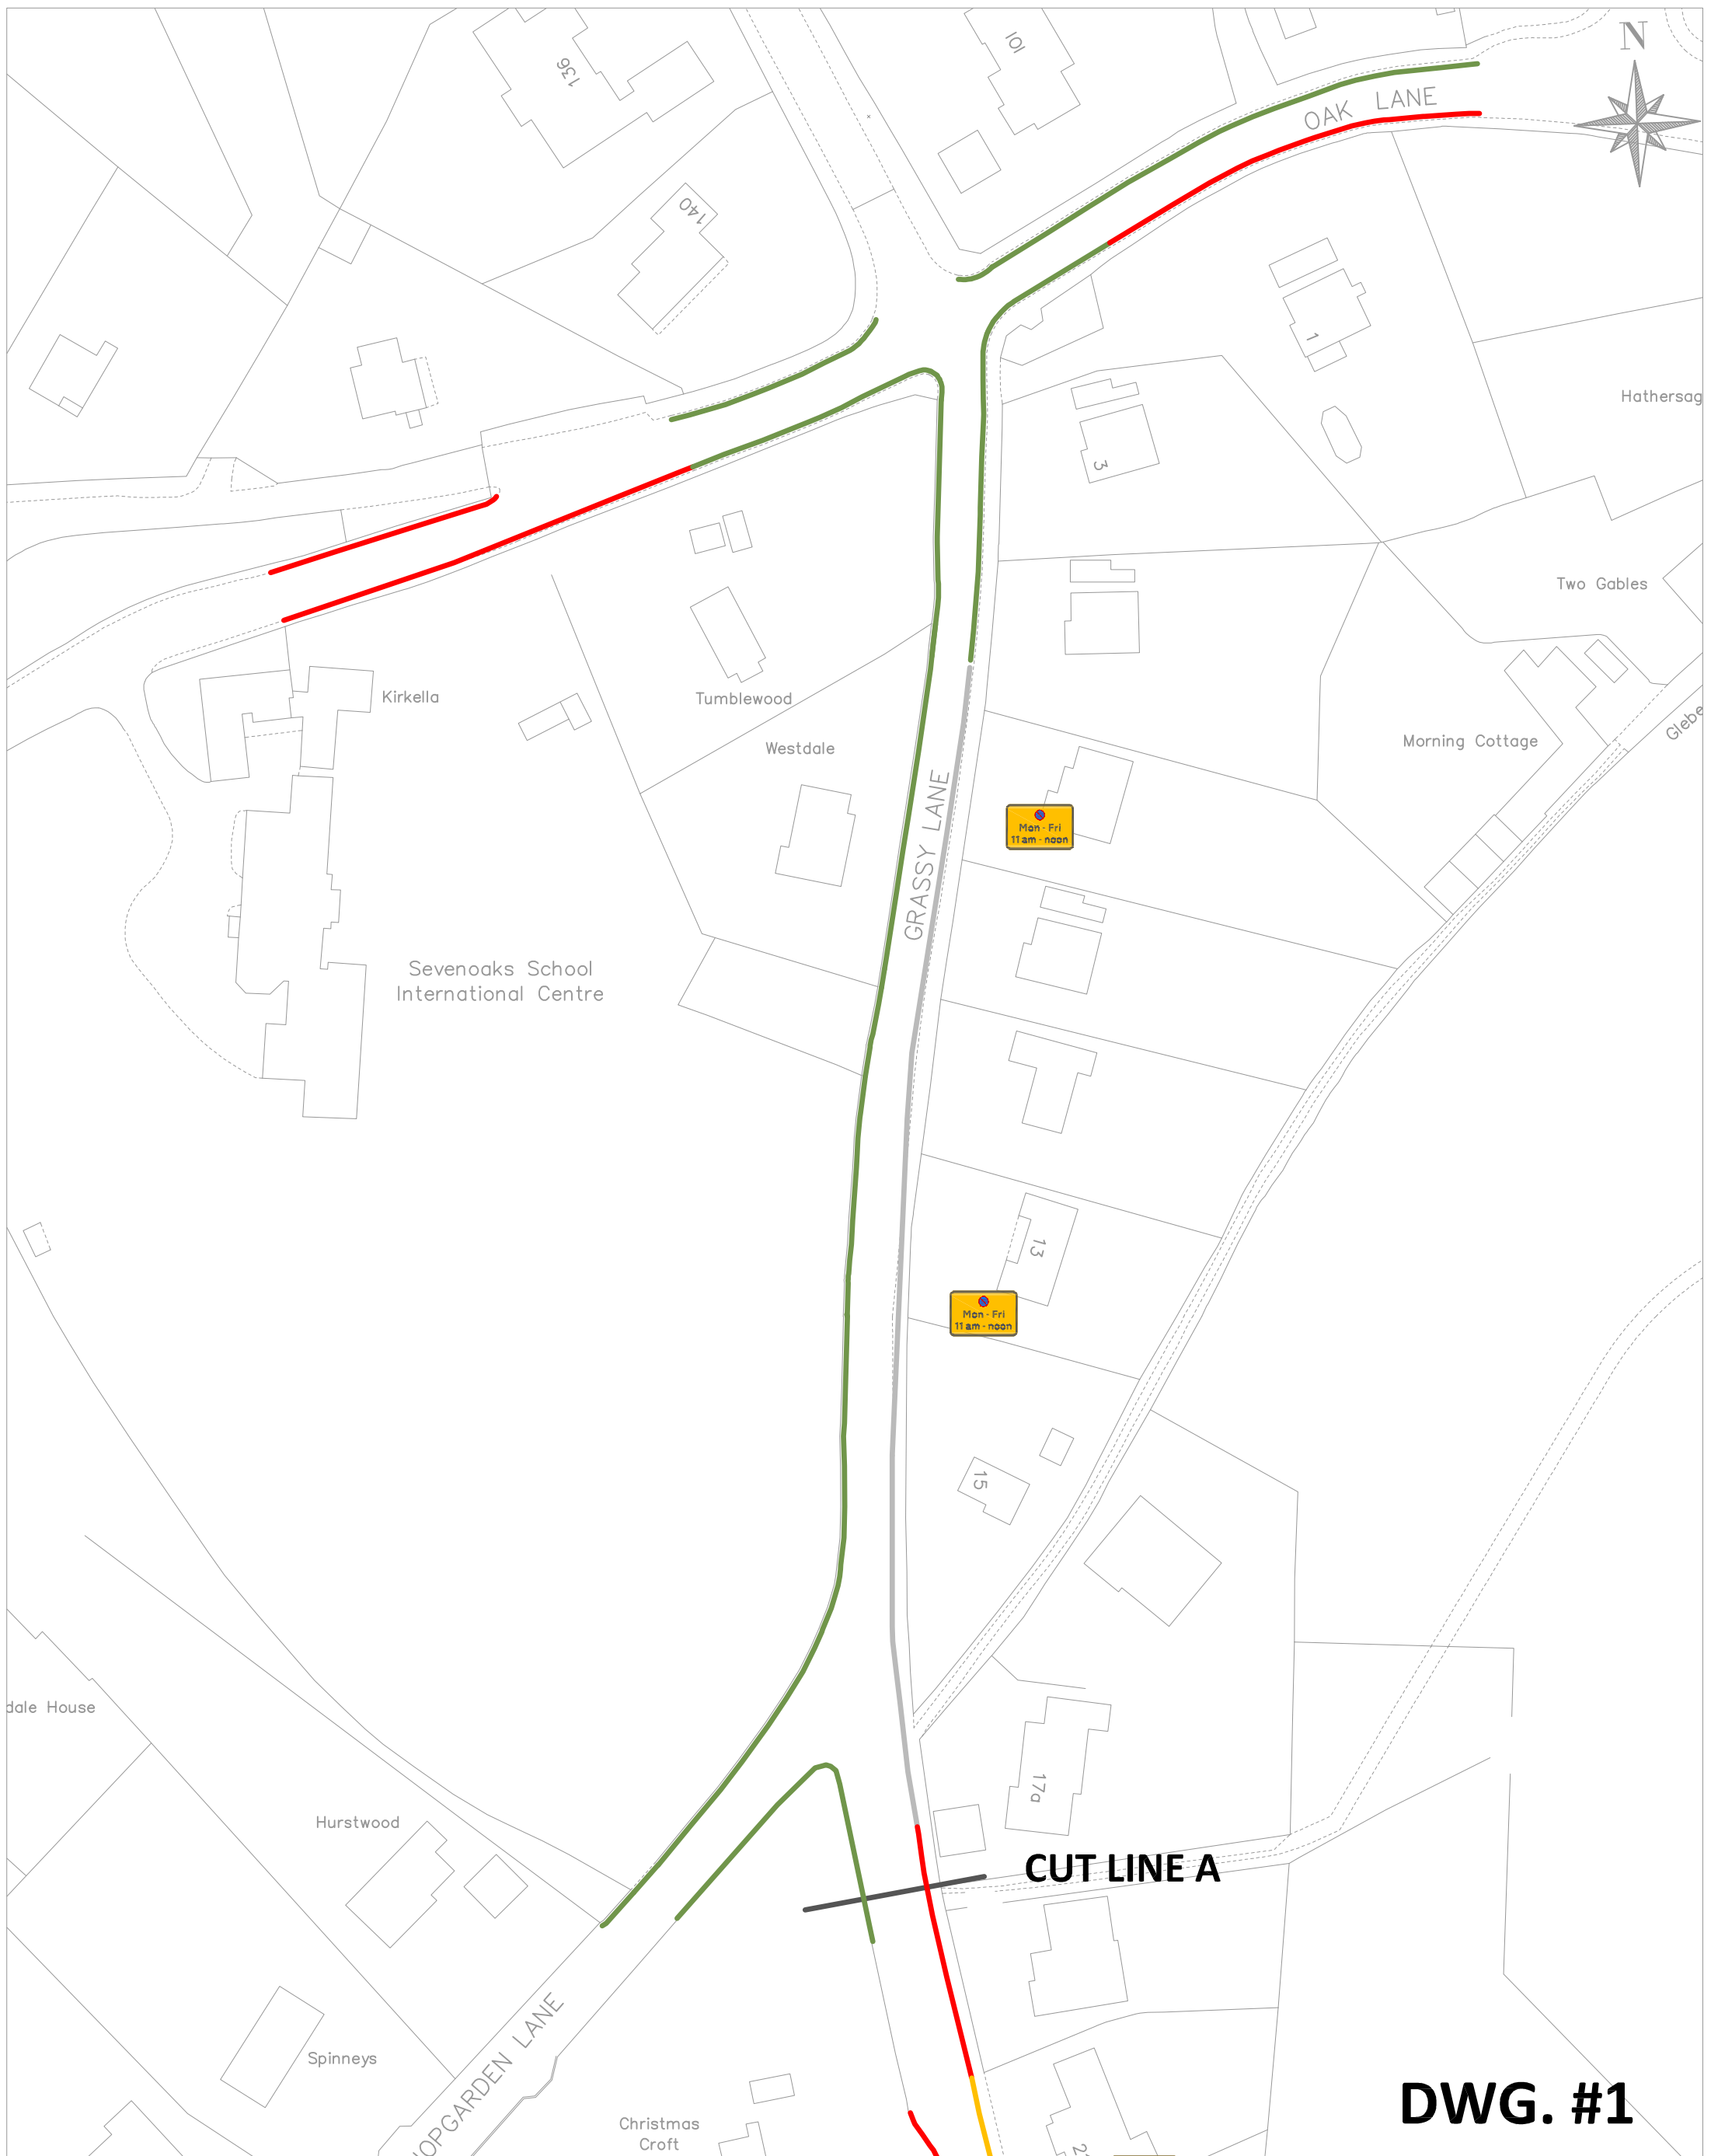 N
136
101
OAK LANE
140
1
3
Hathersag
Two Gables
Kirkella
Tumblewood
Westdale
Morning Cottage
Glebe
GRASSY LANE
Mon - Fri
11 am - noon
Sevenoaks School
International Centre
13
Mon - Fri
11 am - noon
15
dale House
17a
Hurstwood
CUT LINE A
Spinneys
HOPGARDEN LANE
Christmas
Croft
DWG. #1